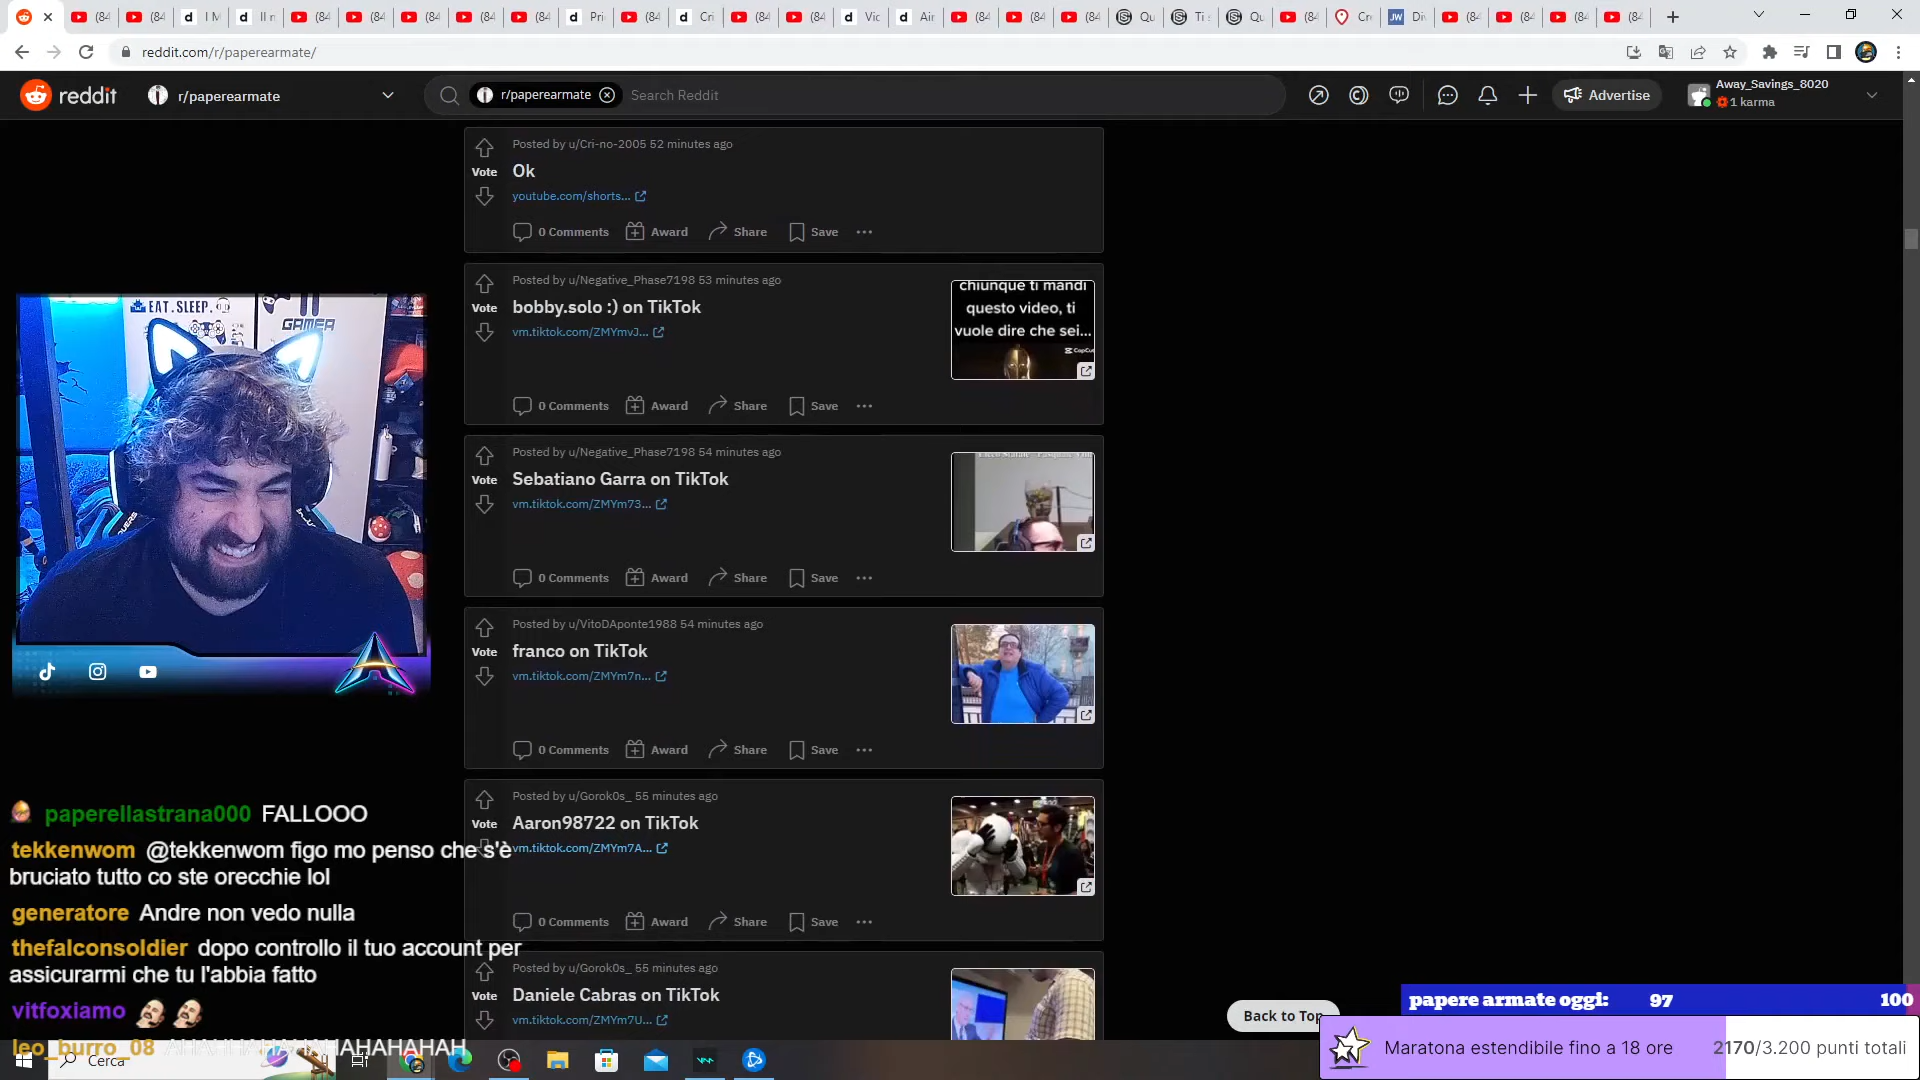 reddit.com/r/paperearmate/
reddit
r/paperearmate
r/paperearmate
Search Reddit
Advertise
Away_Savings_8020
1 karma
Posted by u/Cri-no-2005 52 minutes ago
Vote
Ok
youtube.com/shorts...
0 Comments Award Share Save
Posted by u/Negative_Phase7198 53 minutes ago
Vote
bobby.solo :) on TikTok
vm.tiktok.com/ZMYmvJ...
chiunque ti mandi
questo video, ti
vuole dire che sei...
0 Comments Award Share Save
Posted by u/Negative_Phase7198 54 minutes ago
Vote
Sebatiano Garra on TikTok
vm.tiktok.com/ZMYm73...
0 Comments Award Share Save
Posted by u/VitoDAponte1988 54 minutes ago
Vote
franco on TikTok
vm.tiktok.com/ZMYm7n...
0 Comments Award Share Save
Posted by u/Gorok0s_ 55 minutes ago
Vote
Aaron98722 on TikTok
vm.tiktok.com/ZMYm7A...
0 Comments Award Share Save
Posted by u/Gorok0s_ 55 minutes ago
Vote
Daniele Cabras on TikTok
vm.tiktok.com/ZMYm7U...
EAT.SLEEP.
GAMER
paperellastrana000 FALLOOO
tekkenwom @tekkenwom figo mo penso che s'è
bruciato tutto co ste orecchie lol
generatore Andre non vedo nulla
thefalconsoldier dopo controllo il tuo account per
assicurarmi che tu l'abbia fatto
vitfoxiamo
leo_burro_08
Cerca
Back to Top
papere armate oggi: 97 100
Maratona estendibile fino a 18 ore 2170/3.200 punti totali